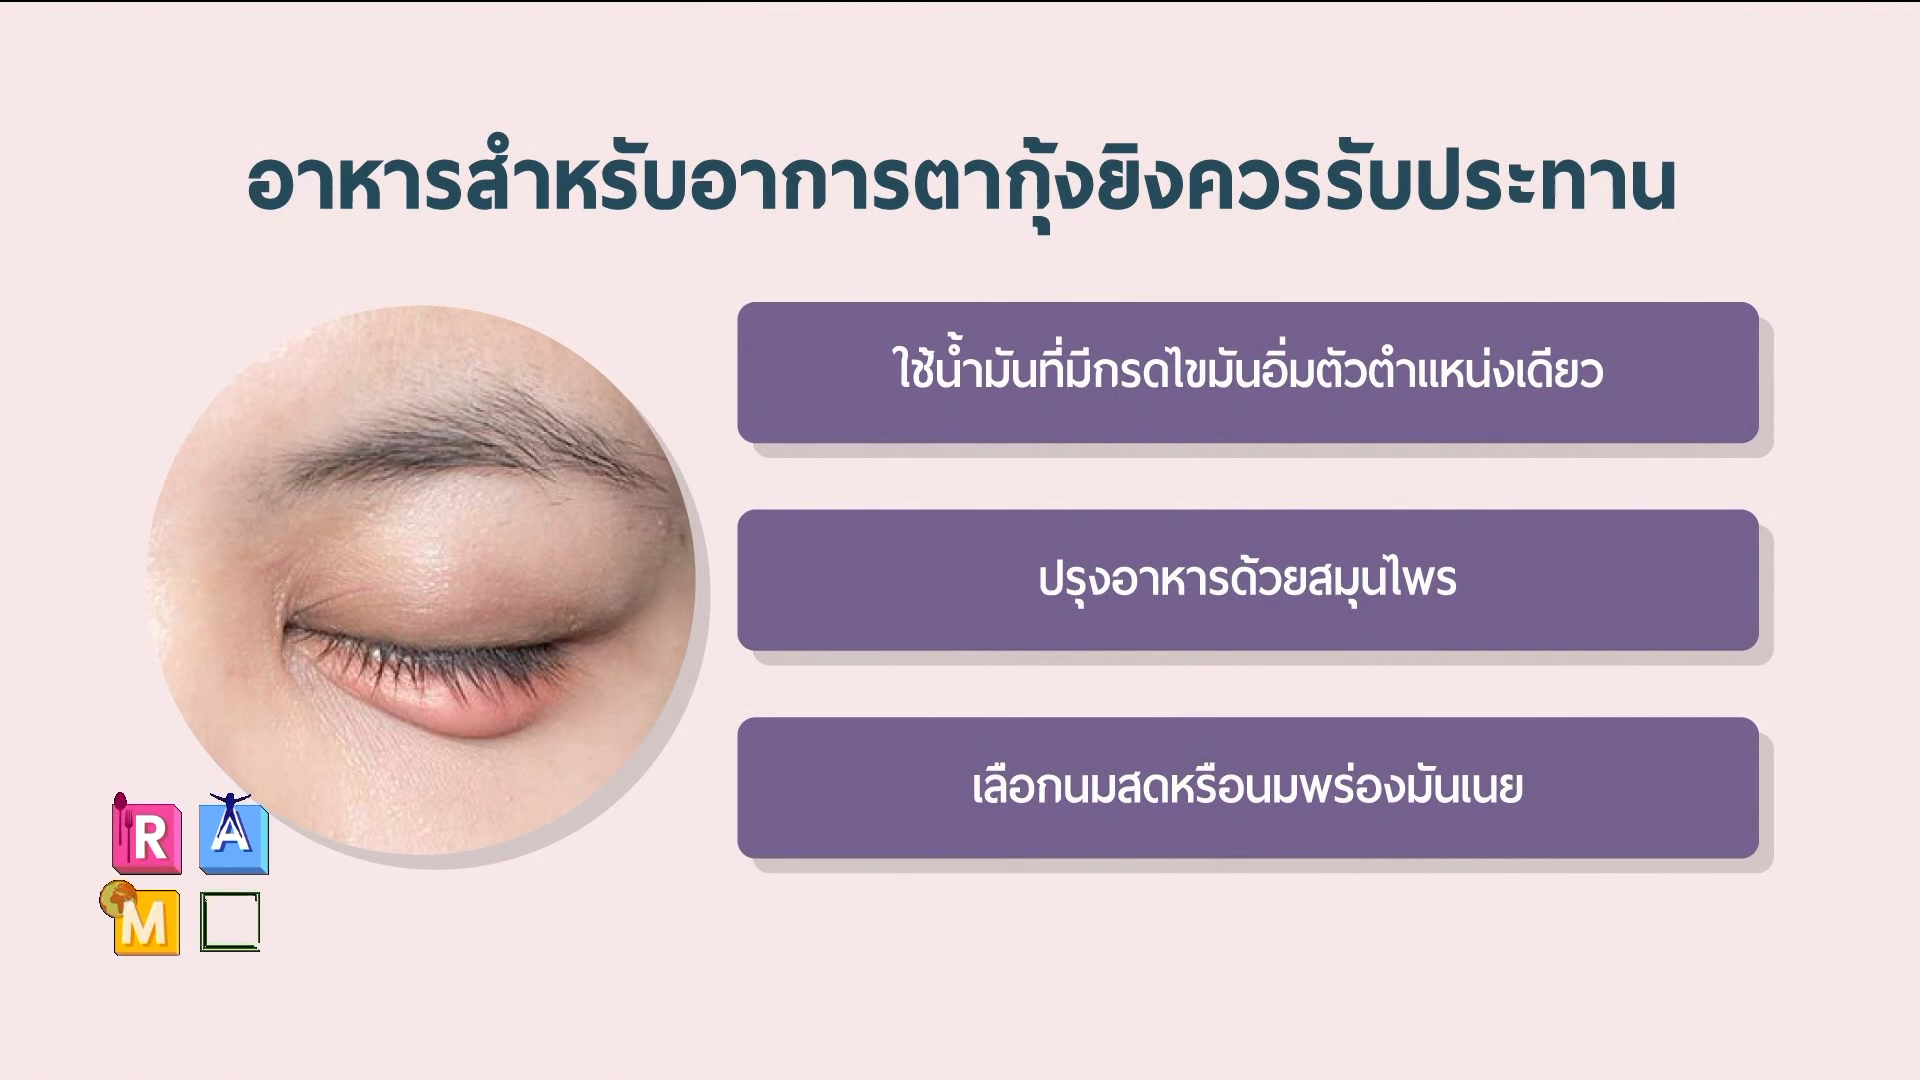 อาหารสำหรับอาการตากุ้งยิงควรรับประทาน
ใช้น้ำมันที่มีกรดไขมันอิ่มตัวตำแหน่งเดียว
ปรุงอาหารด้วยสมุนไพร
เลือกนมสดหรือนมพร่องมันเนย
R A
M